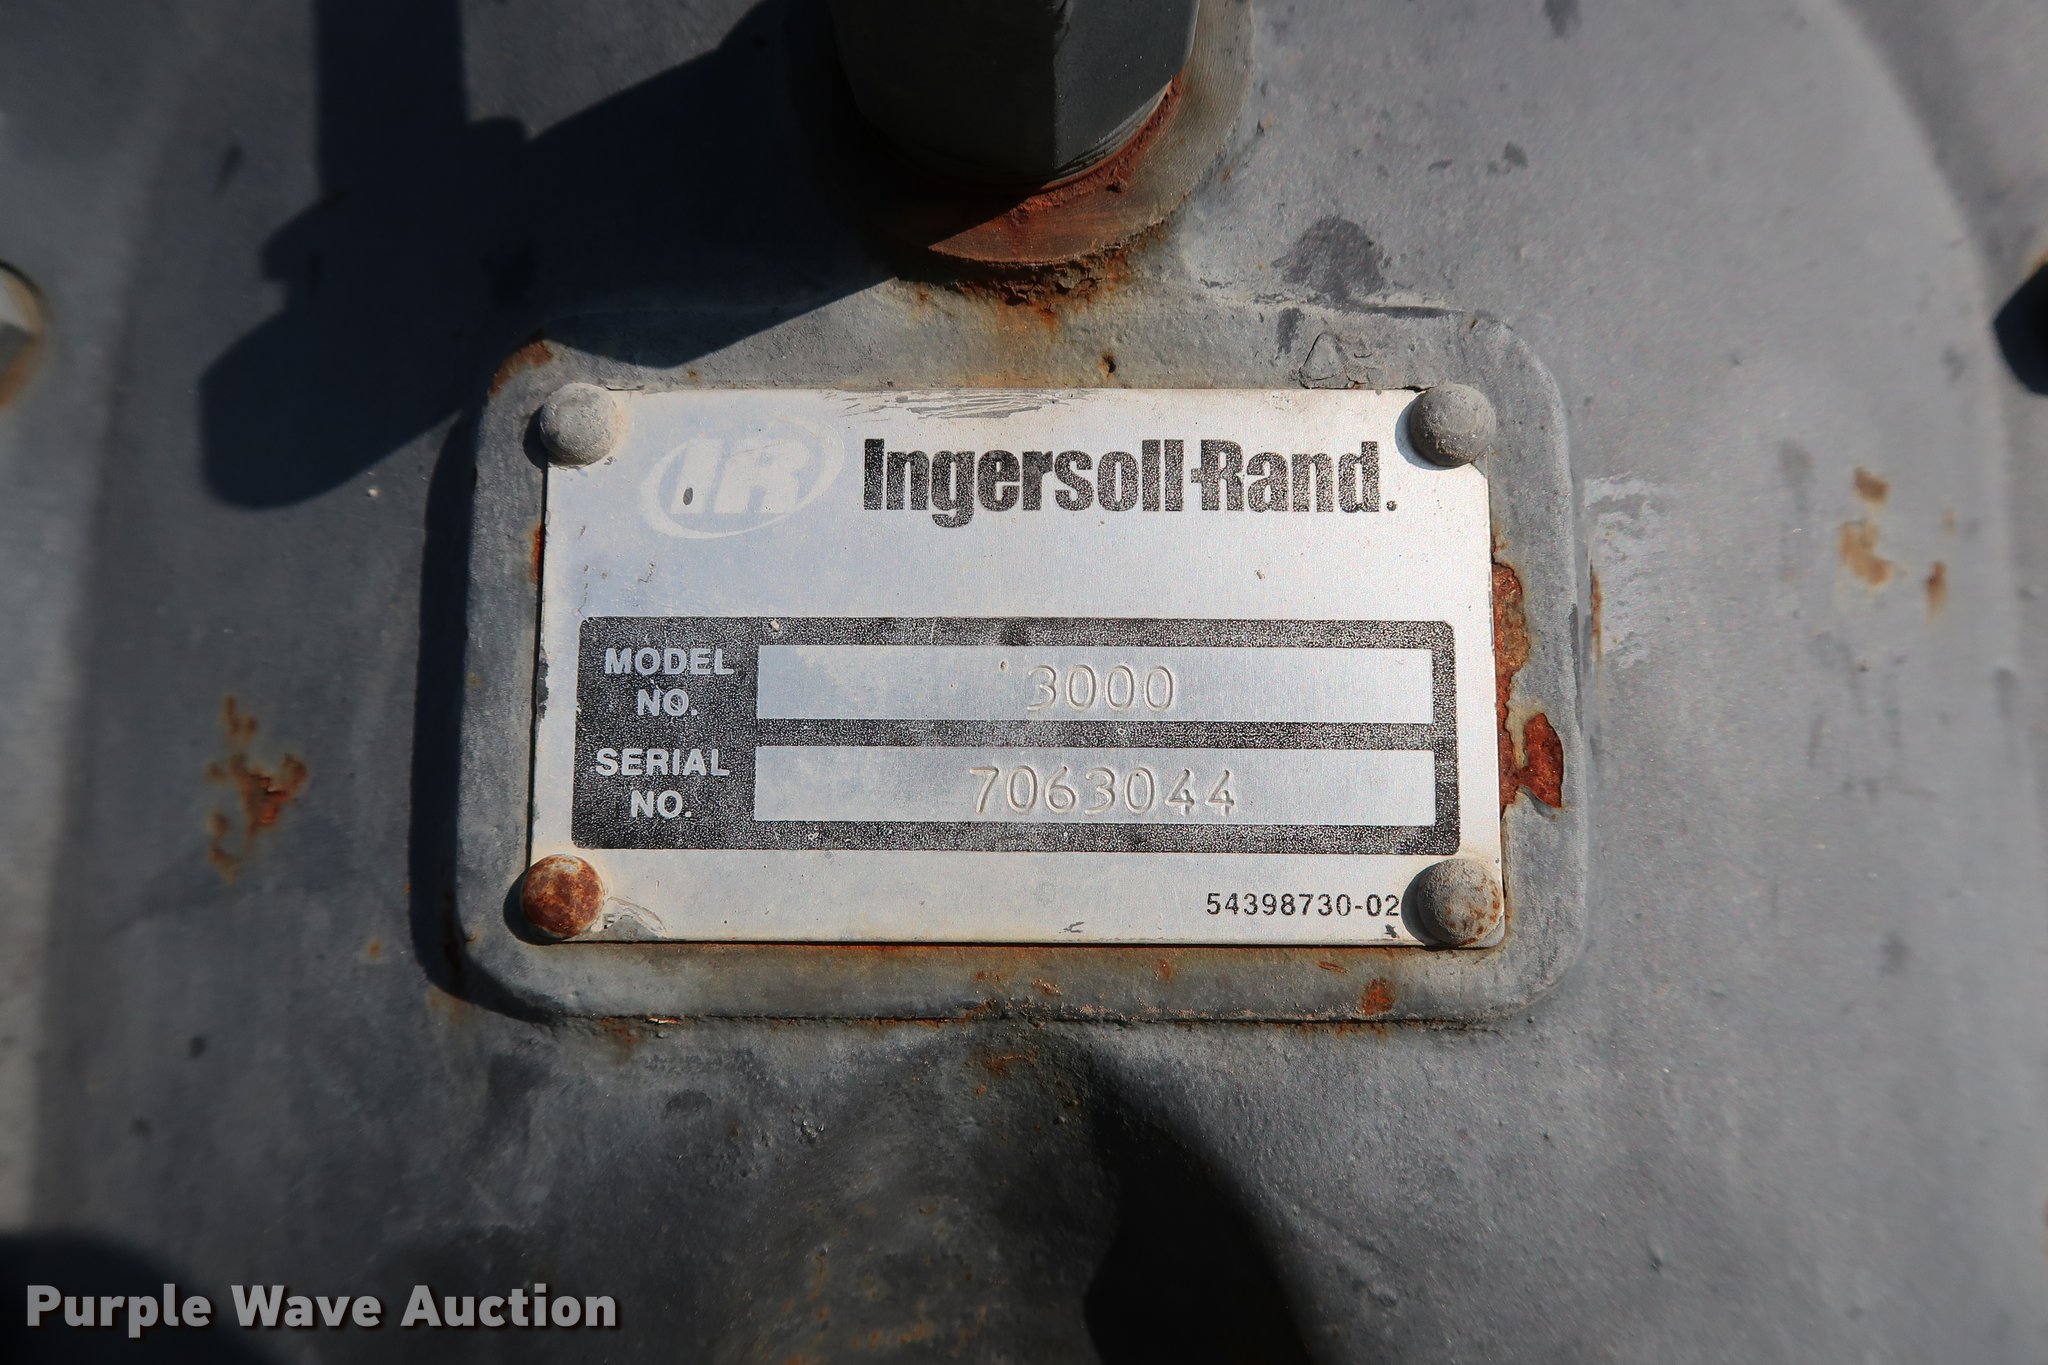 IR Ingersoll-Rand.
MODEL NO. 3000
SERIAL NO. 7063044
54398730-02
Purple Wave Auction